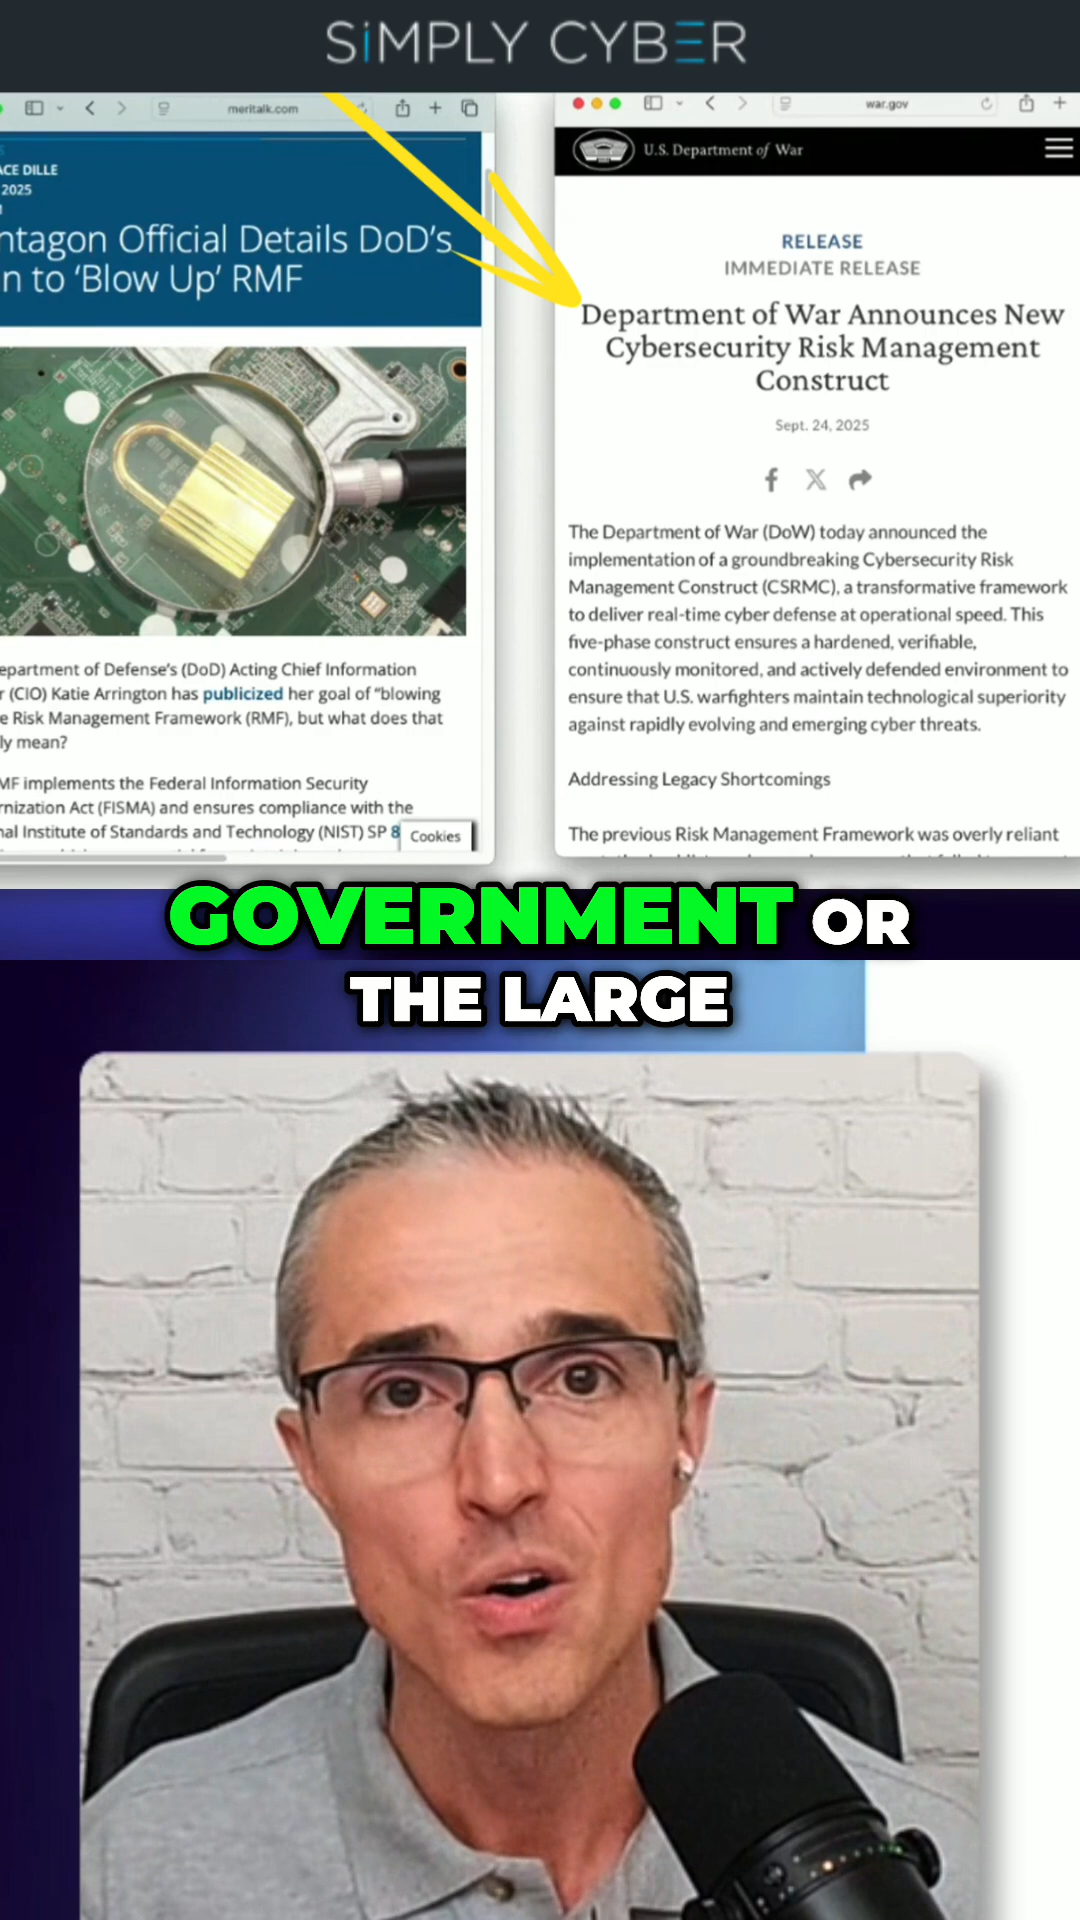 SiMPLY CYBER
meritalk.com
ACE DILLE
2025
ntagon Official Details DoD's
n to 'Blow Up' RMF
epartment of Defense's (DoD) Acting Chief Information
r (CIO) Katie Arrington has publicized her goal of "blowing
e Risk Management Framework (RMF), but what does that
ly mean?
MF implements the Federal Information Security
rnization Act (FISMA) and ensures compliance with the
nal Institute of Standards and Technology (NIST) SP 8
Cookies
war.gov
U.S. Department of War
RELEASE
IMMEDIATE RELEASE
Department of War Announces New
Cybersecurity Risk Management
Construct
Sept. 24, 2025
The Department of War (DoW) today announced the
implementation of a groundbreaking Cybersecurity Risk
Management Construct (CSRMC), a transformative framework
to deliver real-time cyber defense at operational speed. This
five-phase construct ensures a hardened, verifiable,
continuously monitored, and actively defended environment to
ensure that U.S. warfighters maintain technological superiority
against rapidly evolving and emerging cyber threats.
Addressing Legacy Shortcomings
The previous Risk Management Framework was overly reliant
GOVERNMENT OR
THE LARGE